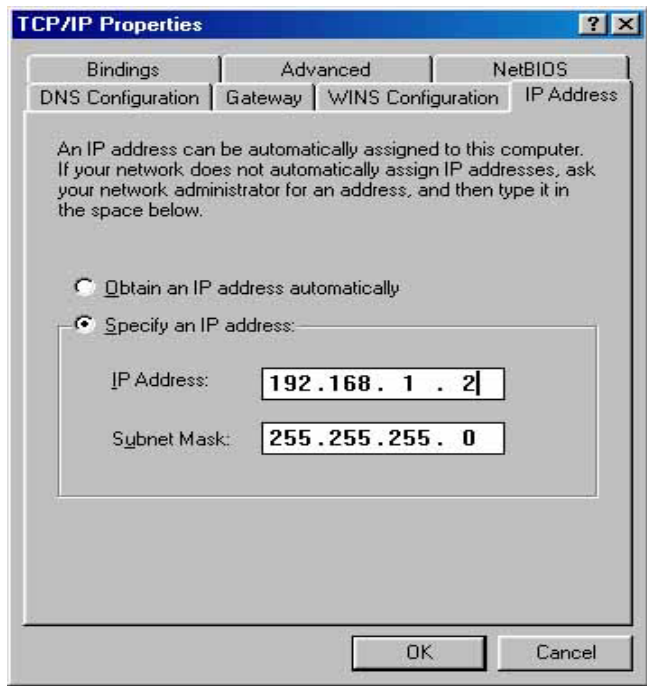 TCP/IP Properties
Bindings Advanced NetBIOS
DNS Configuration Gateway WINS Configuration IP Address
An IP address can be automatically assigned to this computer.
If your network does not automatically assign IP addresses, ask
your network administrator for an address, and then type it in
the space below.
Obtain an IP address automatically
Specify an IP address:
IP Address: 192.168. 1 . 2
Subnet Mask: 255.255.255. 0
OK Cancel